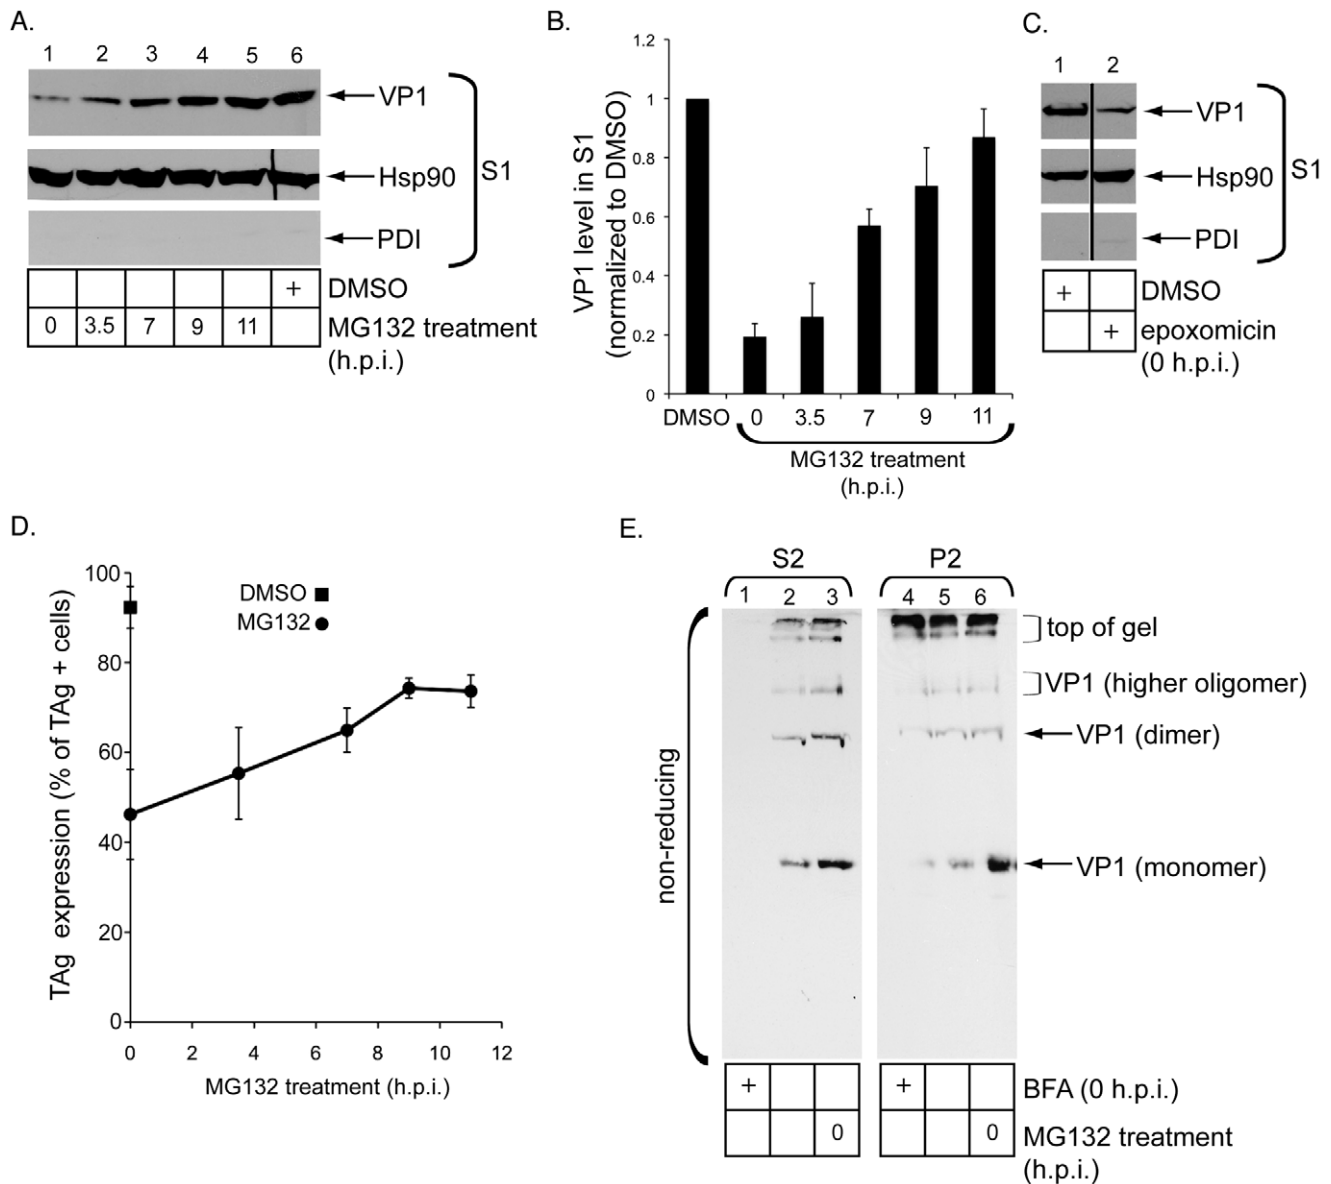 A.
1 2 3 4 5 6
VP1
Hsp90
PDI
S1
+ DMSO
0 3.5 7 9 11 MG132 treatment
(h.p.i.)
B.
VP1 level in S1
(normalized to DMSO)
1.2
1
0.8
0.6
0.4
0.2
0
DMSO 0 3.5 7 9 11
MG132 treatment
(h.p.i.)
C.
1 2
VP1
Hsp90
PDI
S1
+ DMSO
+ epoxomicin
(0 h.p.i.)
D.
TAg expression (% of TAg + cells)
100
80
60
40
20
0
DMSO
MG132
0 2 4 6 8 10 12
MG132 treatment (h.p.i.)
E.
S2 P2
1 2 3 4 5 6
non-reducing
top of gel
VP1 (higher oligomer)
VP1 (dimer)
VP1 (monomer)
+ + BFA (0 h.p.i.)
0 0 MG132 treatment
(h.p.i.)